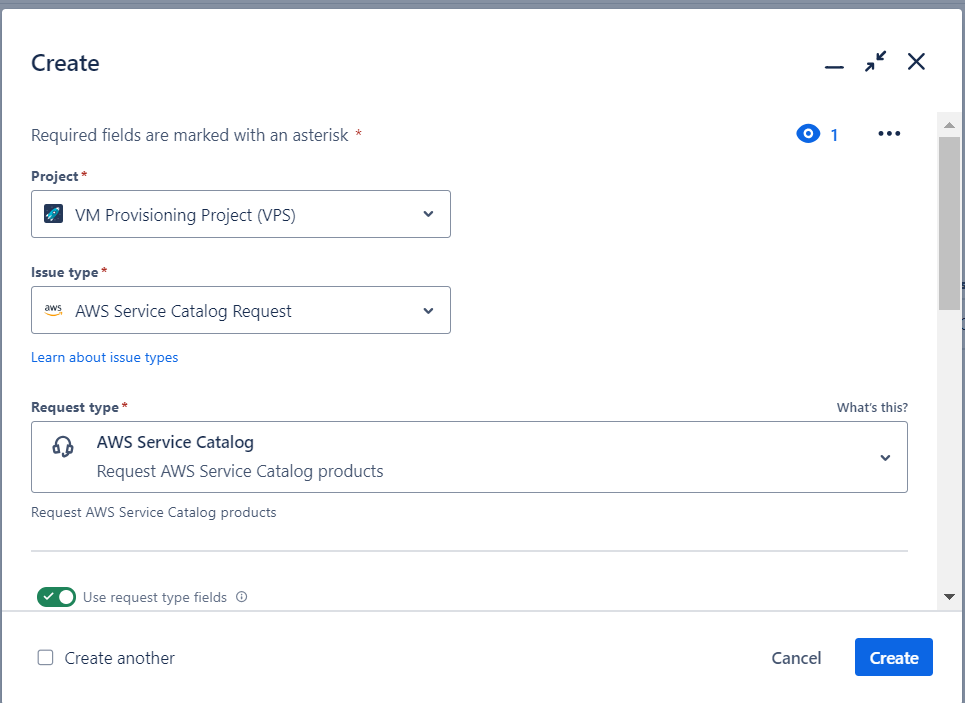 Create
Required fields are marked with an asterisk *
1
Project*
VM Provisioning Project (VPS)
Issue type*
aws AWS Service Catalog Request
Learn about issue types
Request type* What's this?
AWS Service Catalog
Request AWS Service Catalog products
Request AWS Service Catalog products
Use request type fields
Create another Cancel Create